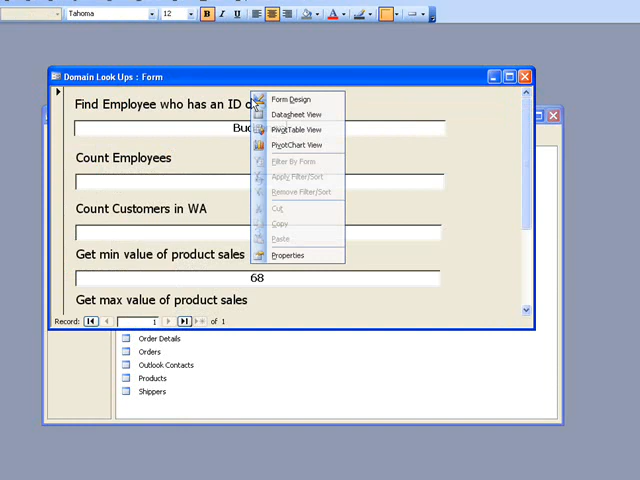 Tahoma 12 B I U A
Domain Look Ups : Form
Find Employee who has an ID
Form Design
Datasheet View
PivotTable View
PivotChart View
Filter By Form
Apply Filter/Sort
Remove Filter/Sort
Cut
Copy
Paste
Properties
Count Employees
Count Customers in WA
Get min value of product sales
68
Get max value of product sales
Record: 1 of 1
Order Details
Orders
Outlook Contacts
Products
Shippers